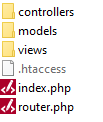 controllers
models
views
.htaccess
index.php
router.php